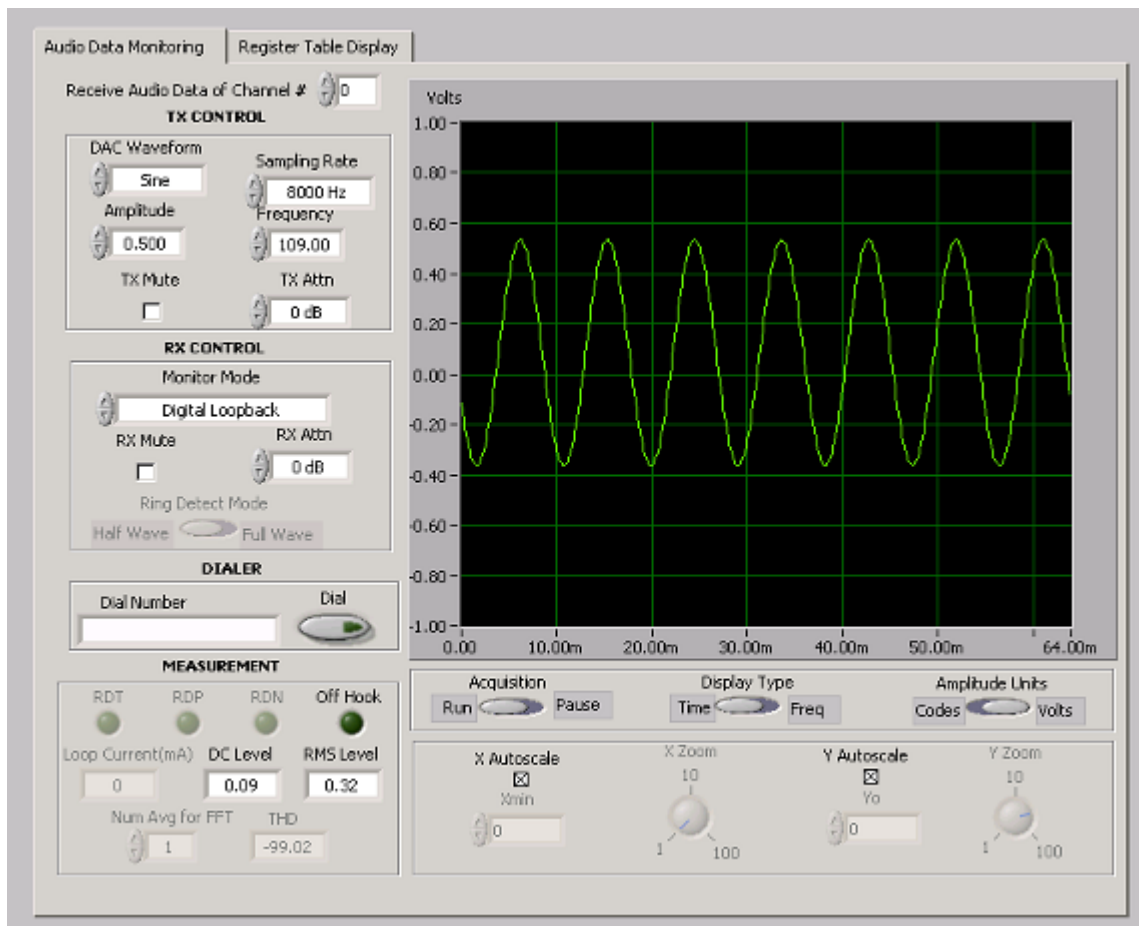 Audio Data Monitoring
Register Table Display
Receive Audio Data of Channel #
0
TX CONTROL
DAC Waveform
Sine
Sampling Rate
8000 Hz
Amplitude
0.500
Frequency
109.00
TX Mute
TX Attn
0 dB
RX CONTROL
Monitor Mode
Digital Loopback
RX Mute
RX Attn
0 dB
Ring Detect Mode
Half Wave
Full Wave
DIALER
Dial Number
Dial
MEASUREMENT
RDT
RDP
RDN
Off Hook
Loop Current(mA)
DC Level
RMS Level
0
0.09
0.32
Num Avg for FFT
THD
1
-99.02
Volts
1.00
0.80
0.60
0.40
0.20
0.00
-0.20
-0.40
-0.60
-0.80
-1.00
0.00
10.00m
20.00m
30.00m
40.00m
50.00m
64.00m
Acquisition
Run
Pause
Display Type
Time
Freq
Amplitude Units
Codes
Volts
X Autoscale
Xmin
0
X Zoom
10
1
100
Y Autoscale
Yo
0
Y Zoom
10
1
100